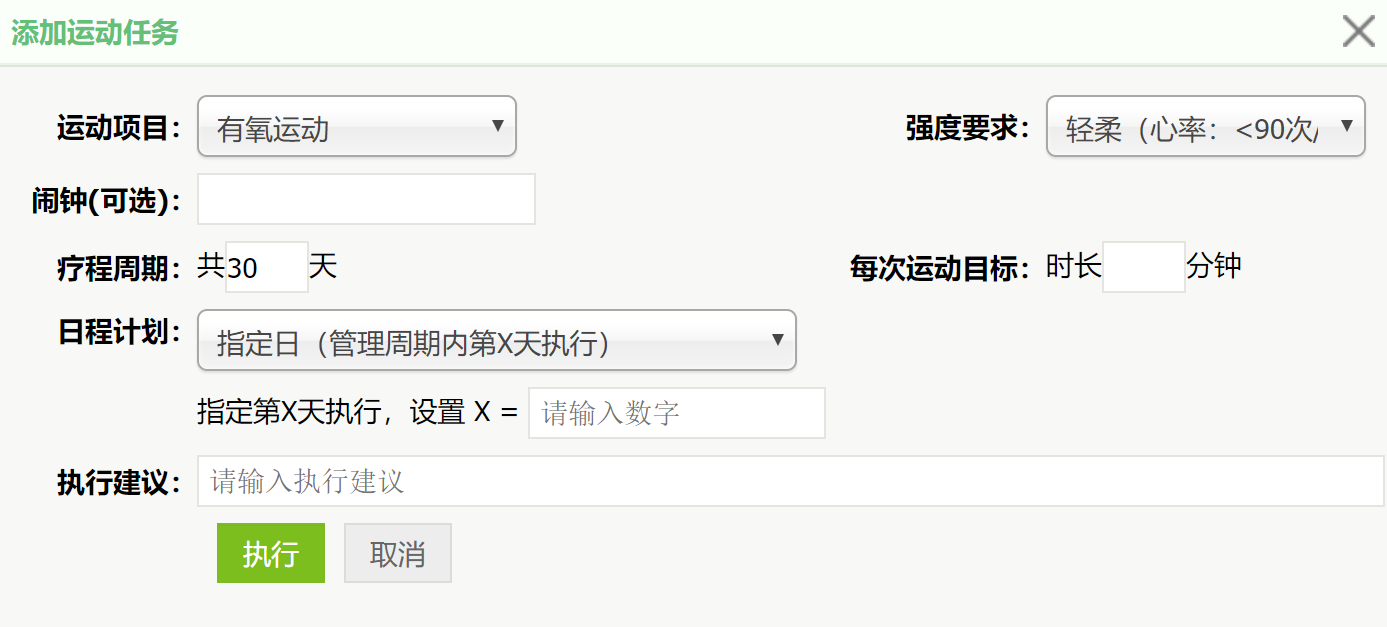 添加运动任务
运动项目： 有氧运动 强度要求： 轻柔（心率：<90次/
闹钟(可选)：
疗程周期： 共30天 每次运动目标： 时长 分钟
日程计划： 指定日（管理周期内第X天执行）
指定第X天执行，设置 X = 请输入数字
执行建议： 请输入执行建议
执行 取消